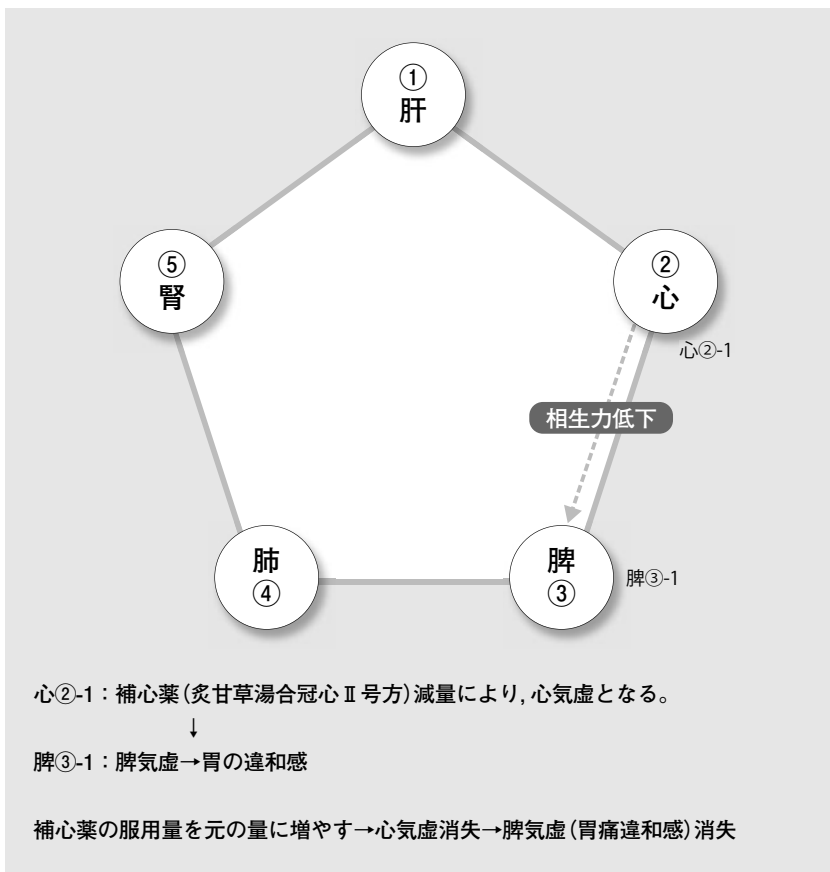 ①
肝
⑤
腎
②
心
心②-1
相生力低下
肺
④
脾
③
脾③-1
心②-1：補心薬(炙甘草湯合冠心Ⅱ号方)減量により,心気虚となる。
↓
脾③-1：脾気虚→胃の違和感
補心薬の服用量を元の量に増やす→心気虚消失→脾気虚(胃痛違和感)消失